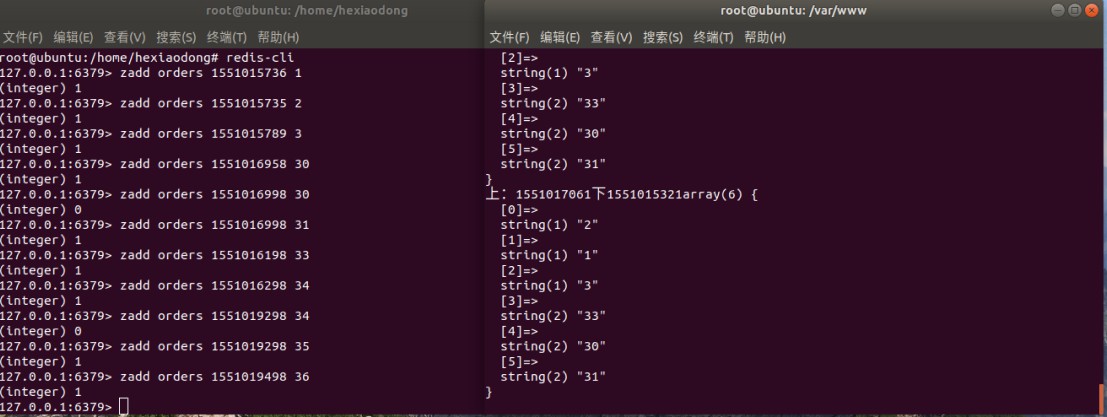 root@ubuntu: /home/hexiaodong
文件(F) 编辑(E) 查看(V) 搜索(S) 终端(T) 帮助(H)
root@ubuntu:/home/hexiaodong# redis-cli
127.0.0.1:6379> zadd orders 1551015736 1
(integer) 1
127.0.0.1:6379> zadd orders 1551015735 2
(integer) 1
127.0.0.1:6379> zadd orders 1551015789 3
(integer) 1
127.0.0.1:6379> zadd orders 1551016958 30
(integer) 1
127.0.0.1:6379> zadd orders 1551016998 30
(integer) 0
127.0.0.1:6379> zadd orders 1551016998 31
(integer) 1
127.0.0.1:6379> zadd orders 1551016198 33
(integer) 1
127.0.0.1:6379> zadd orders 1551016298 34
(integer) 1
127.0.0.1:6379> zadd orders 1551019298 34
(integer) 0
127.0.0.1:6379> zadd orders 1551019298 35
(integer) 1
127.0.0.1:6379> zadd orders 1551019498 36
(integer) 1
127.0.0.1:6379>
root@ubuntu: /var/www
文件(F) 编辑(E) 查看(V) 搜索(S) 终端(T) 帮助(H)
[2]=>
string(1) "3"
[3]=>
string(2) "33"
[4]=>
string(2) "30"
[5]=>
string(2) "31"
}
上: 1551017061下1551015321array(6) {
[0]=>
string(1) "2"
[1]=>
string(1) "1"
[2]=>
string(1) "3"
[3]=>
string(2) "33"
[4]=>
string(2) "30"
[5]=>
string(2) "31"
}